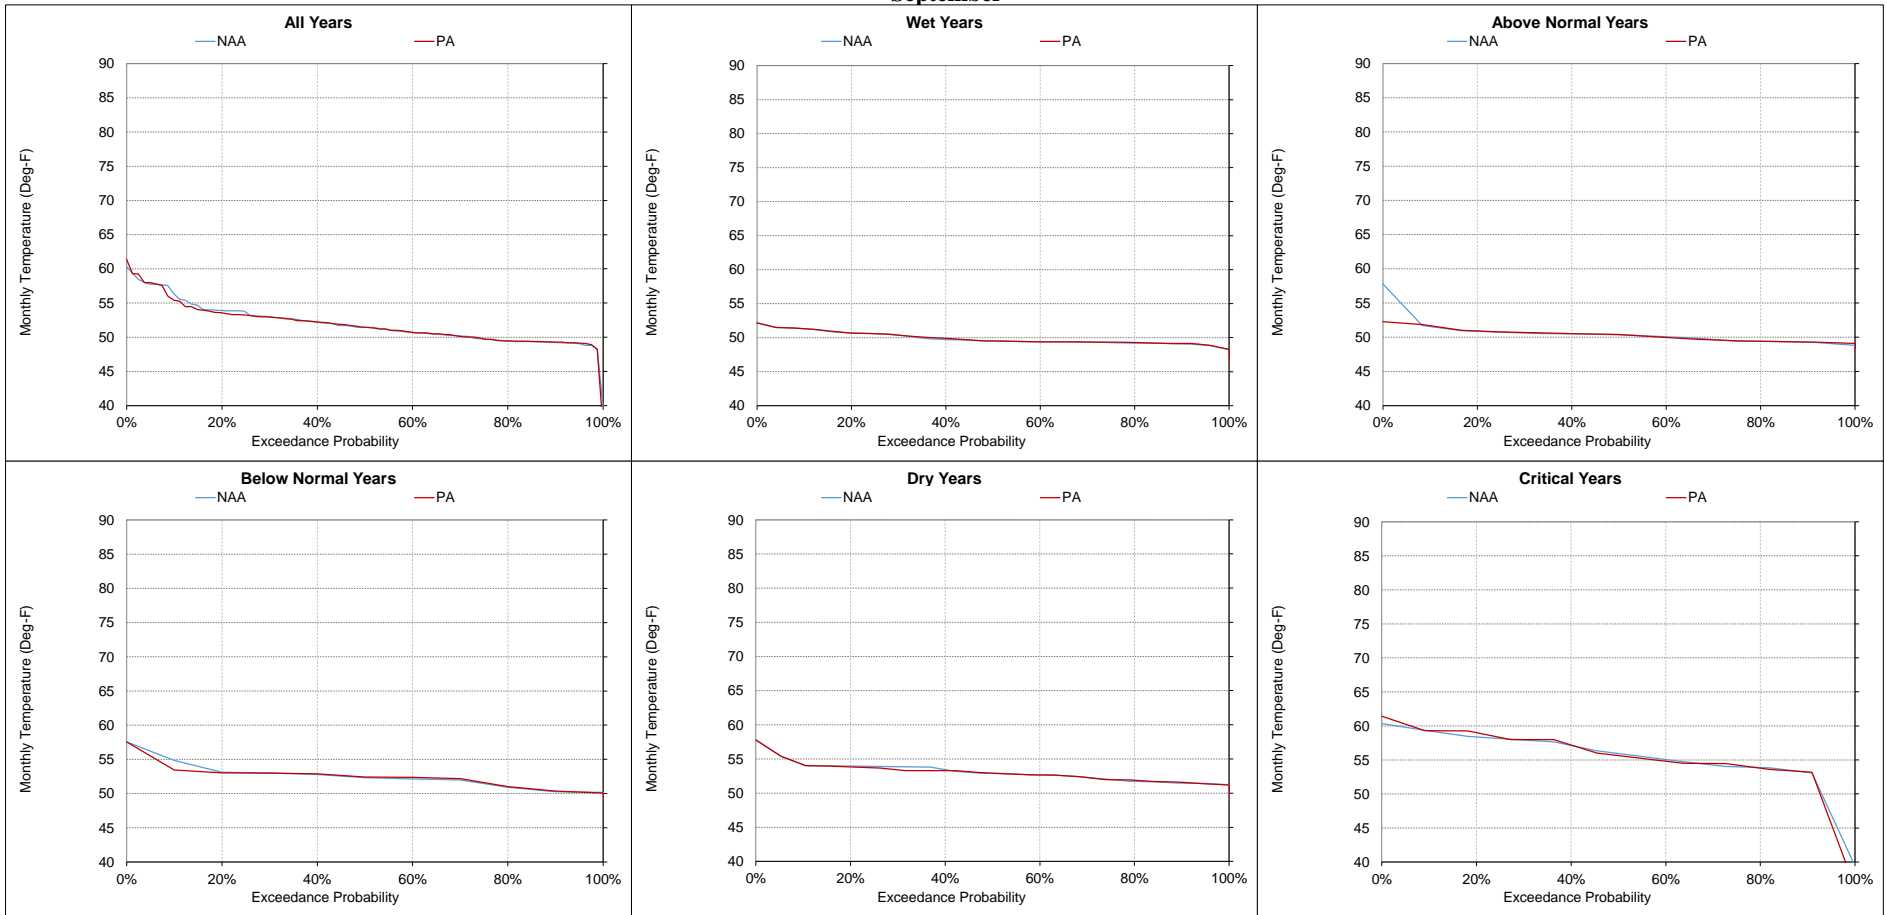 September
All Years
NAA PA
90
85
80
75
70
65
60
55
50
45
40
0% 20% 40% 60% 80% 100%
Monthly Temperature (Deg-F)
Exceedance Probability
Wet Years
NAA PA
90
85
80
75
70
65
60
55
50
45
40
0% 20% 40% 60% 80% 100%
Monthly Temperature (Deg-F)
Exceedance Probability
Above Normal Years
NAA PA
90
85
80
75
70
65
60
55
50
45
40
0% 20% 40% 60% 80% 100%
Monthly Temperature (Deg-F)
Exceedance Probability
Below Normal Years
NAA PA
90
85
80
75
70
65
60
55
50
45
40
0% 20% 40% 60% 80% 100%
Monthly Temperature (Deg-F)
Exceedance Probability
Dry Years
NAA PA
90
85
80
75
70
65
60
55
50
45
40
0% 20% 40% 60% 80% 100%
Monthly Temperature (Deg-F)
Exceedance Probability
Critical Years
NAA PA
90
85
80
75
70
65
60
55
50
45
40
0% 20% 40% 60% 80% 100%
Monthly Temperature (Deg-F)
Exceedance Probability